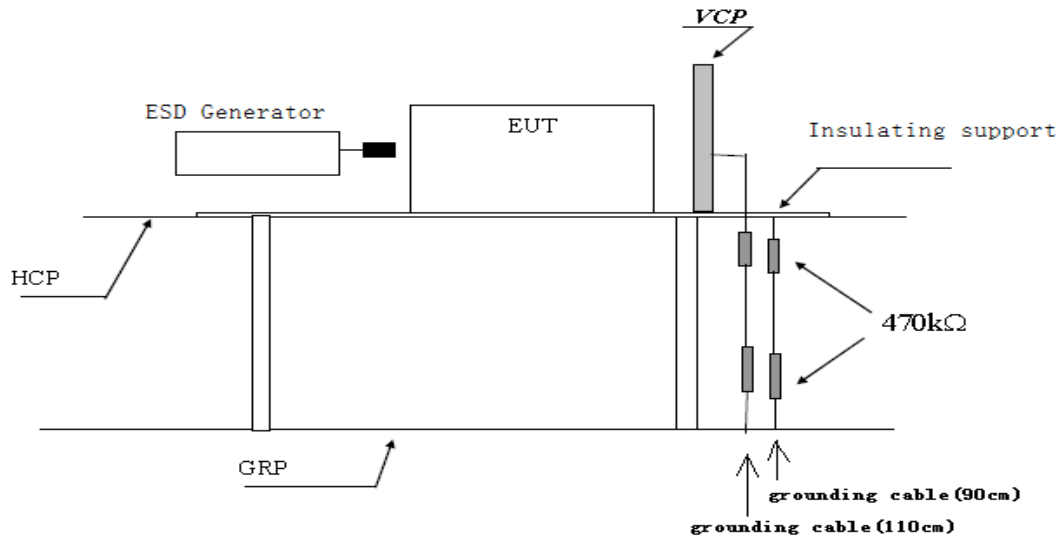 VCP
ESD Generator
EUT
Insulating support
HCP
470kΩ
GRP
grounding cable(90cm)
grounding cable(110cm)